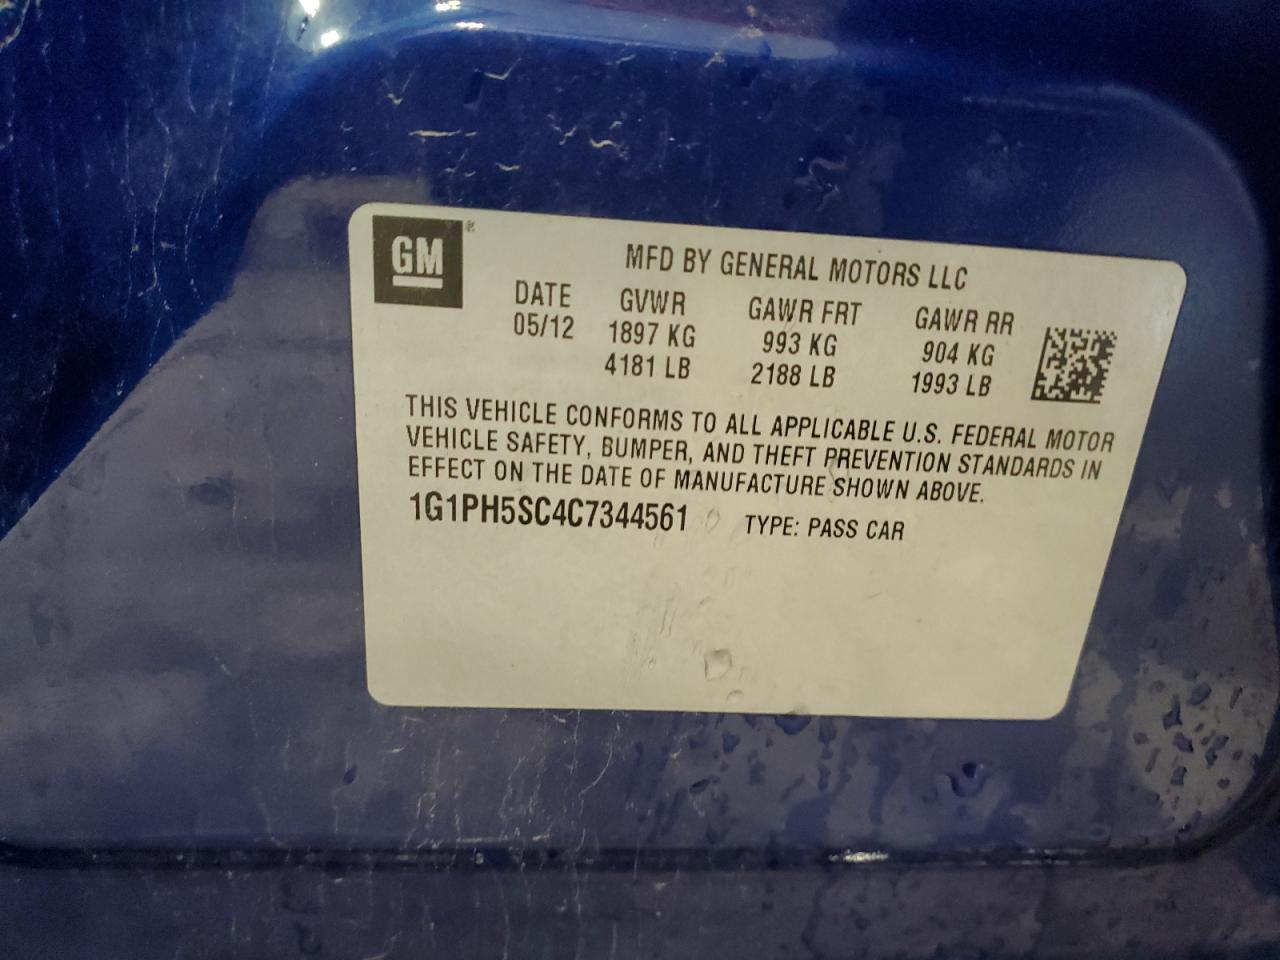 GM®
MFD BY GENERAL MOTORS LLC
DATE GVWR GAWR FRT GAWR RR
05/12 1897 KG 993 KG 904 KG
4181 LB 2188 LB 1993 LB
THIS VEHICLE CONFORMS TO ALL APPLICABLE U.S. FEDERAL MOTOR
VEHICLE SAFETY, BUMPER, AND THEFT PREVENTION STANDARDS IN
EFFECT ON THE DATE OF MANUFACTURE SHOWN ABOVE.
1G1PH5SC4C7344561 TYPE: PASS CAR